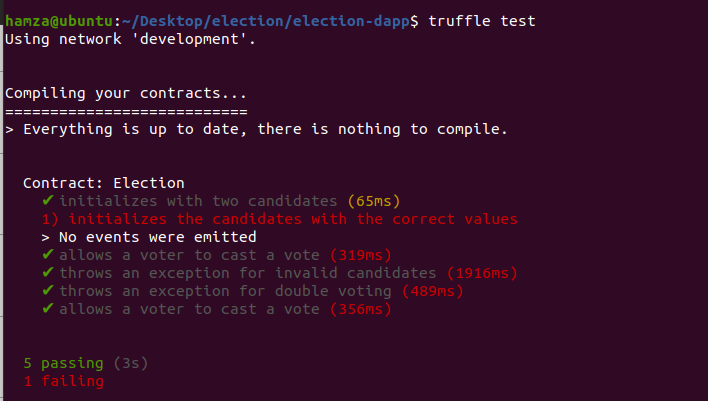 hamza@ubuntu:~/Desktop/election/election-dapp$ truffle test
Using network 'development'.
Compiling your contracts...
===========================
> Everything is up to date, there is nothing to compile.
Contract: Election
✔ initializes with two candidates (65ms)
1) initializes the candidates with the correct values
> No events were emitted
✔ allows a voter to cast a vote (319ms)
✔ throws an exception for invalid candidates (1916ms)
✔ throws an exception for double voting (489ms)
✔ allows a voter to cast a vote (356ms)
5 passing (3s)
1 failing